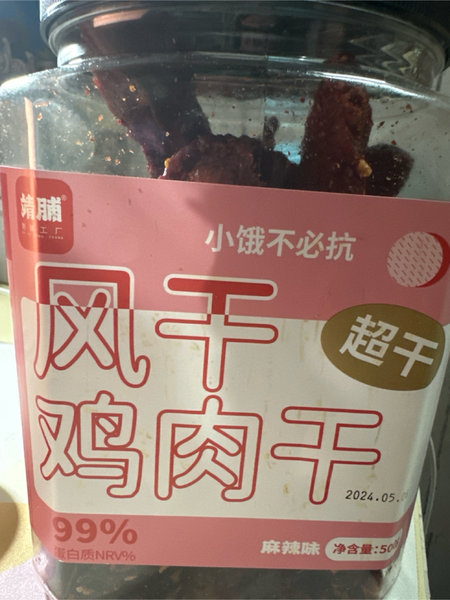 靖脯
小饿不必抗
风干
超干
鸡肉干
2024.05.
99%
蛋白质NRV%
麻辣味
净含量:500